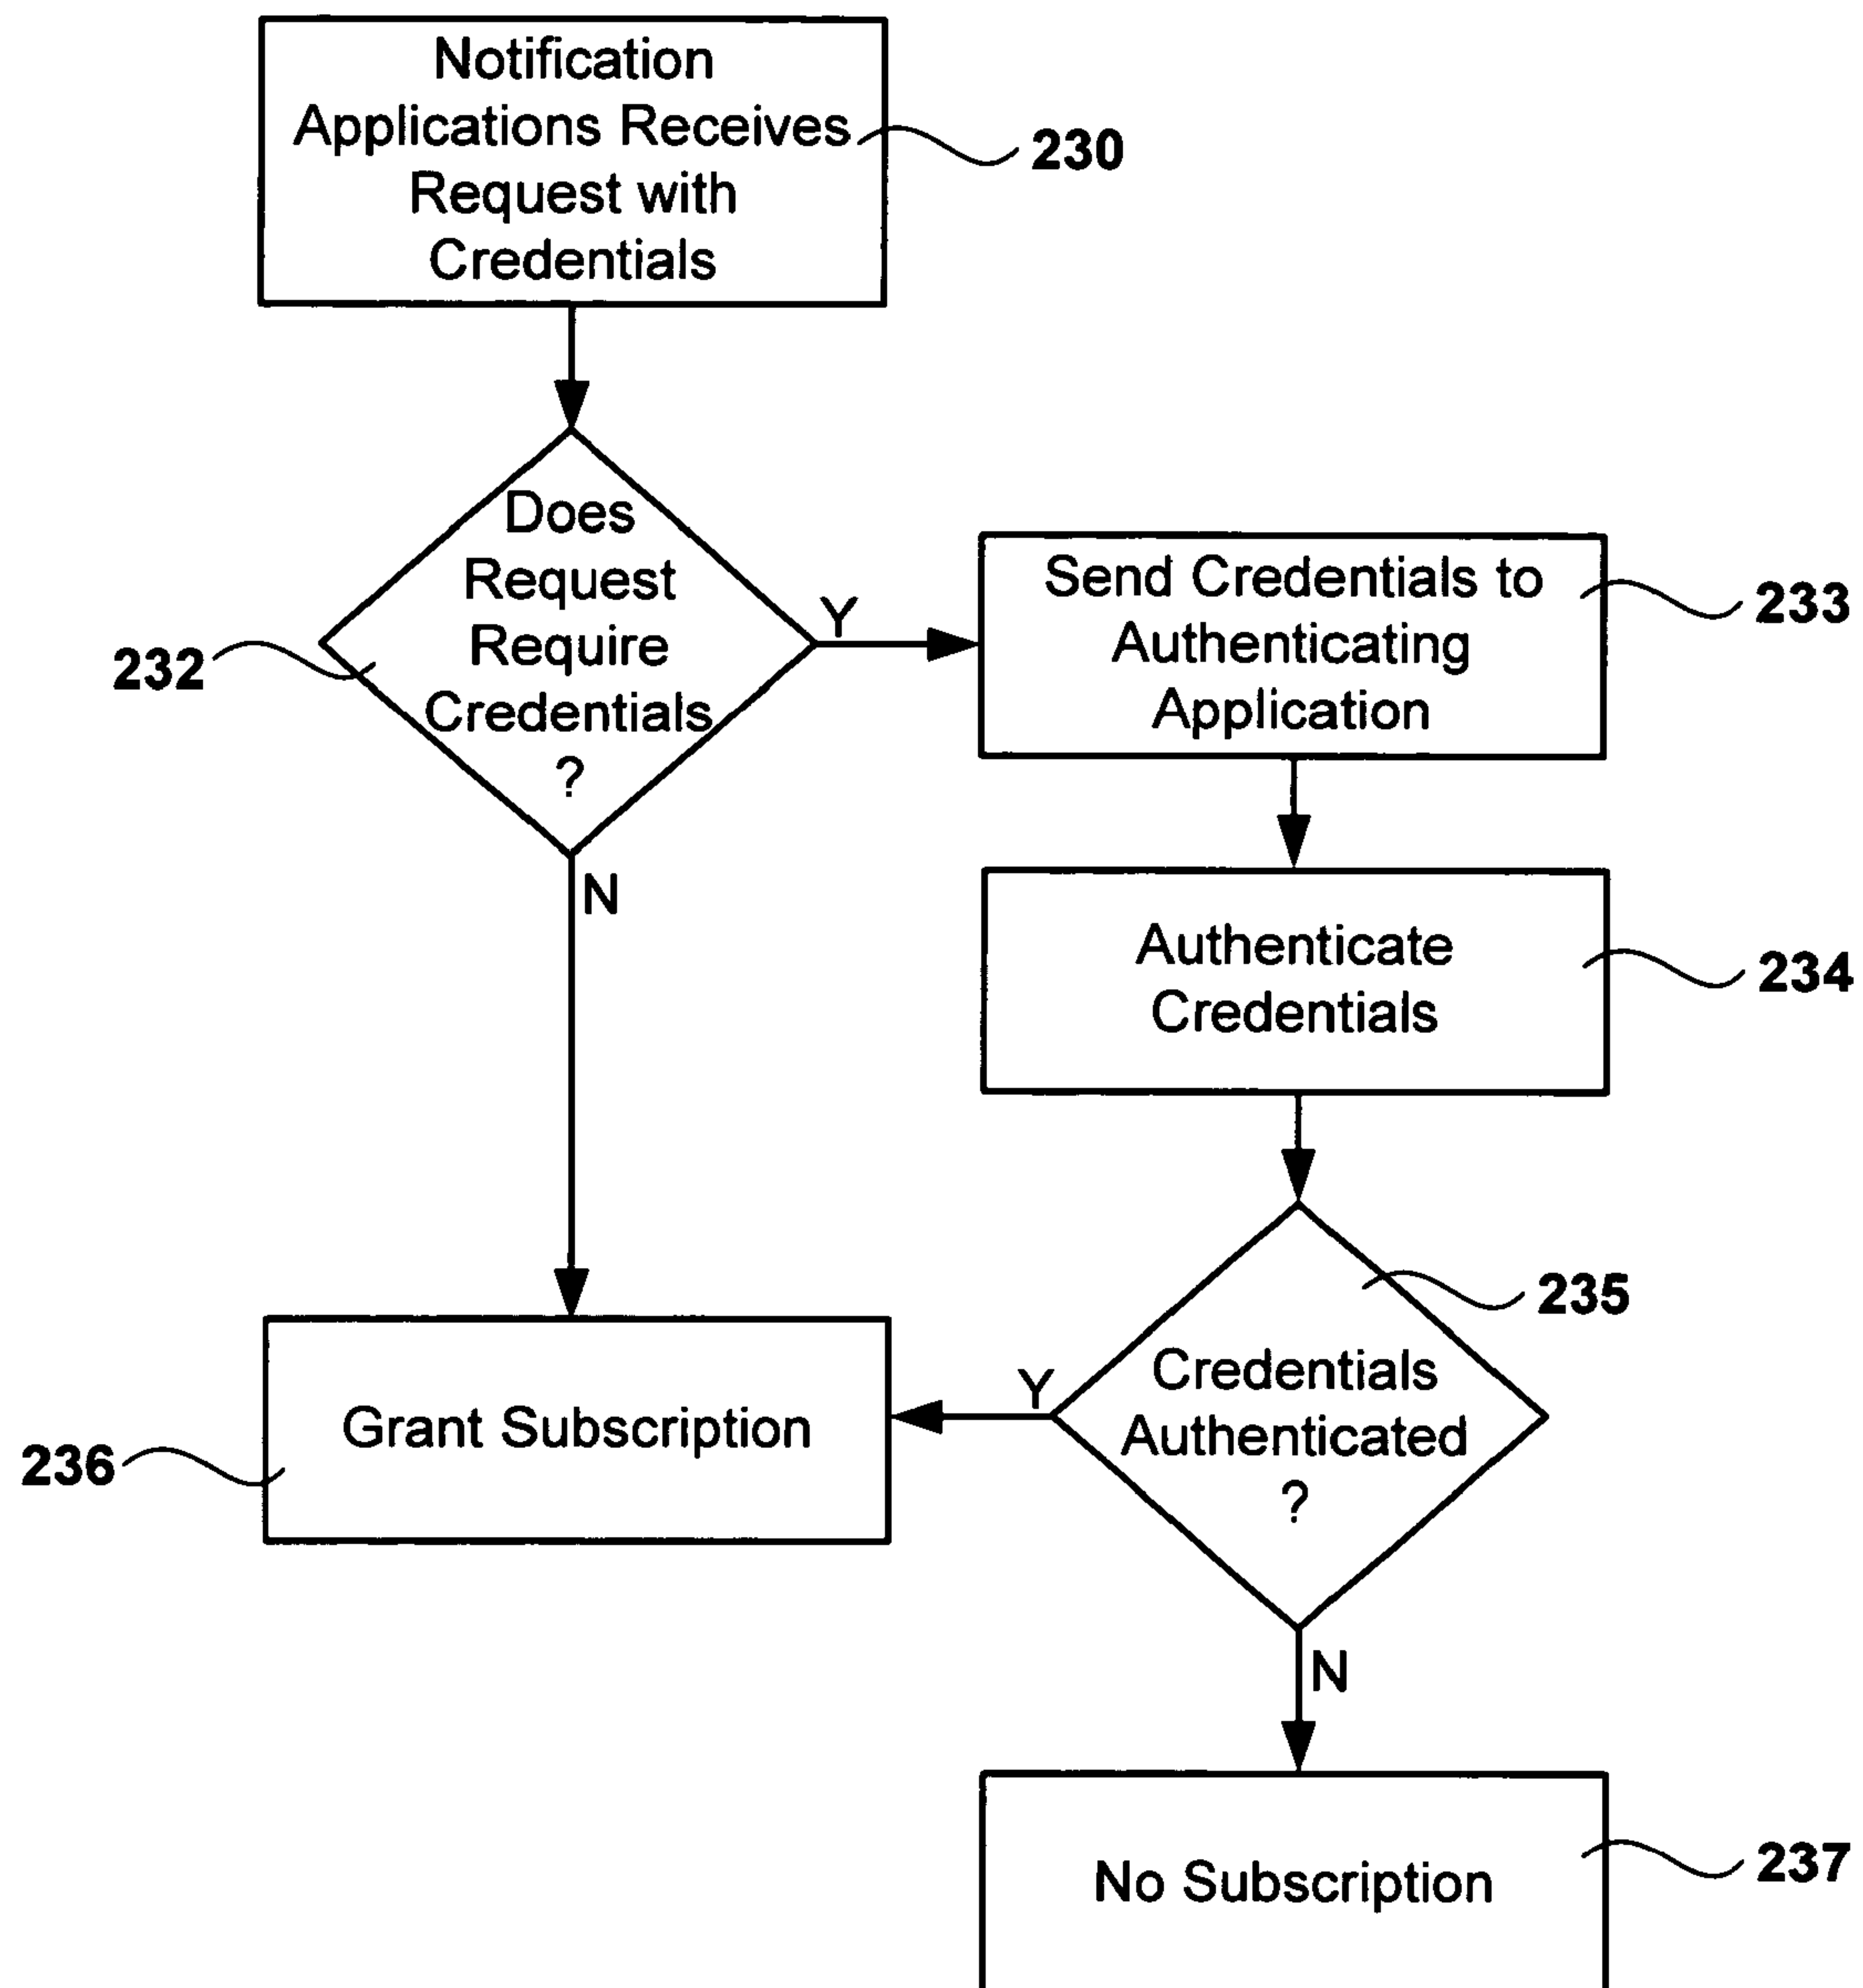 Notification
Applications Receives
Request with
Credentials
230
Does
Request
Require
Credentials
?
232
Y
N
Send Credentials to
Authenticating
Application
233
Authenticate
Credentials
234
235
Credentials
Authenticated
?
Y
N
Grant Subscription
236
No Subscription
237